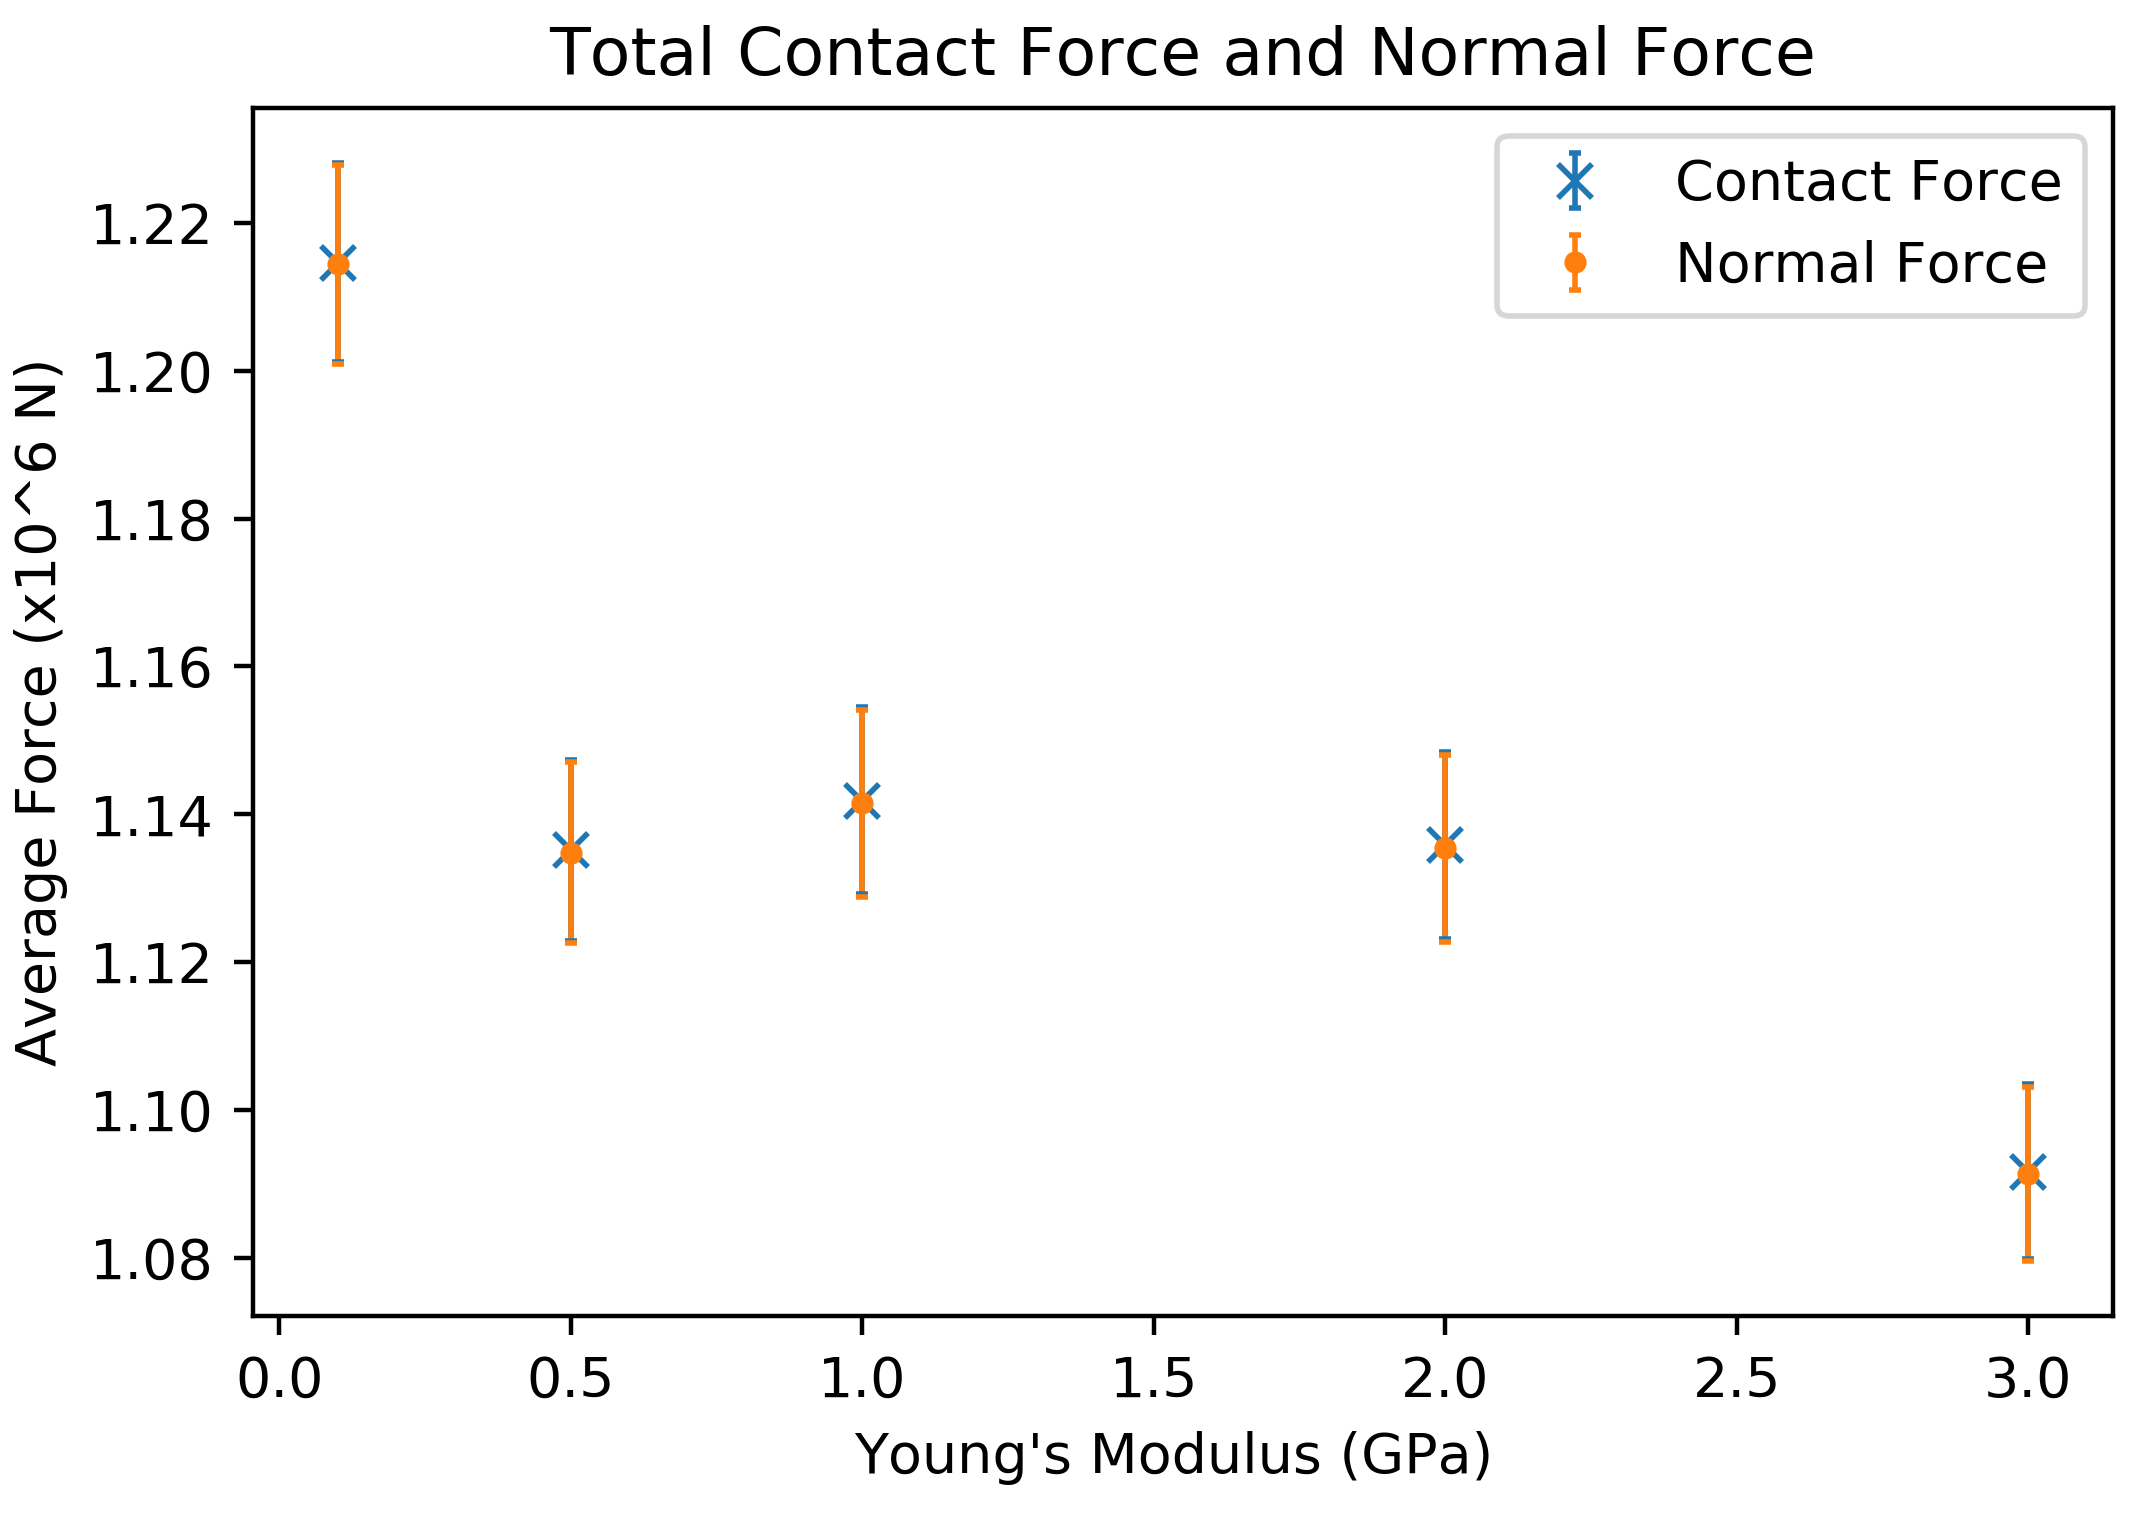 Total Contact Force and Normal Force
Contact Force
Normal Force
Average Force (x10^6 N)
1.22
1.20
1.18
1.16
1.14
1.12
1.10
1.08
0.0 0.5 1.0 1.5 2.0 2.5 3.0
Young's Modulus (GPa)